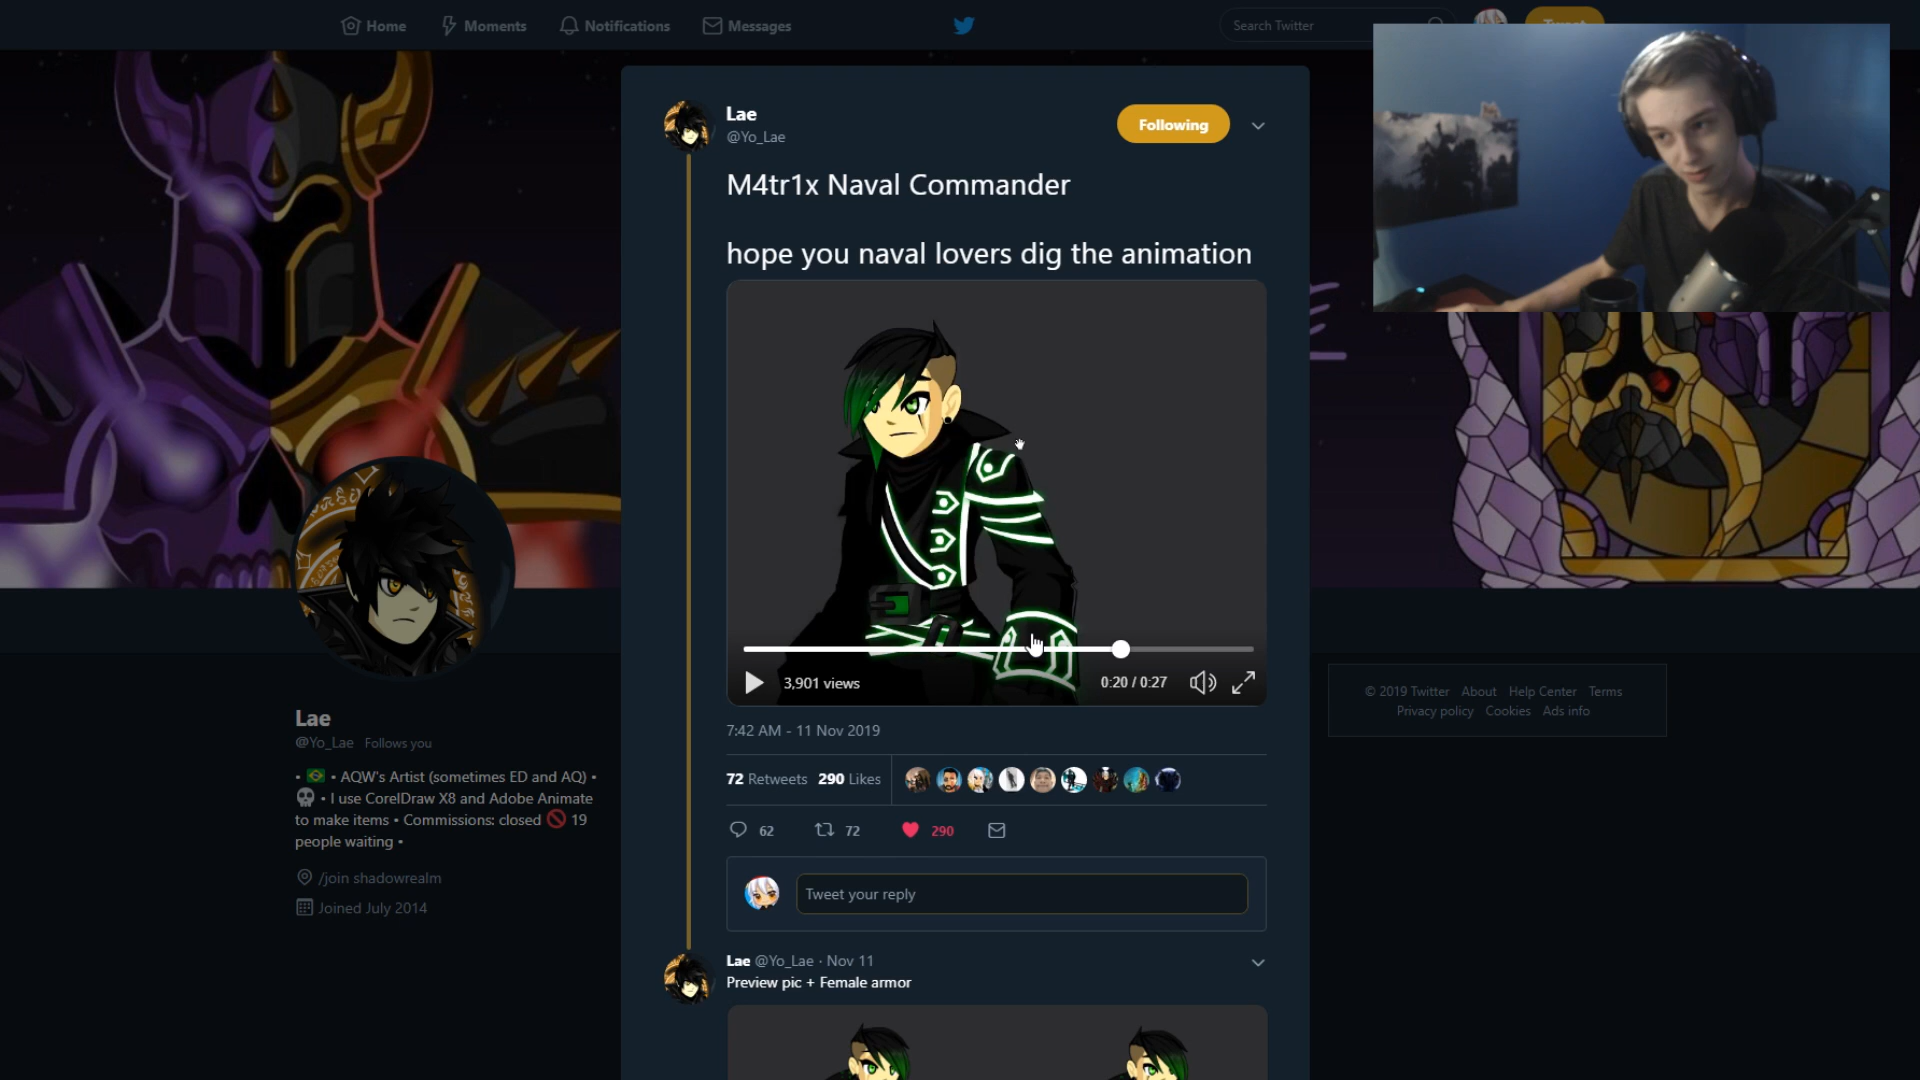 Home
Moments
Notifications
Messages
Search Twitter
Tweet
Lae
@Yo_Lae
Following
M4tr1x Naval Commander
hope you naval lovers dig the animation
3,901 views
0:20 / 0:27
7:42 AM - 11 Nov 2019
72 Retweets 290 Likes
62
72
290
Tweet your reply
Lae @Yo_Lae · Nov 11
Preview pic + Female armor
Lae
@Yo_Lae Follows you
• 🇧🇷 • AQW's Artist (sometimes ED and AQ) •
💀 • I use CorelDraw X8 and Adobe Animate
to make items • Commissions: closed 🚫 19
people waiting •
/join shadowrealm
Joined July 2014
© 2019 Twitter About Help Center Terms
Privacy policy Cookies Ads info